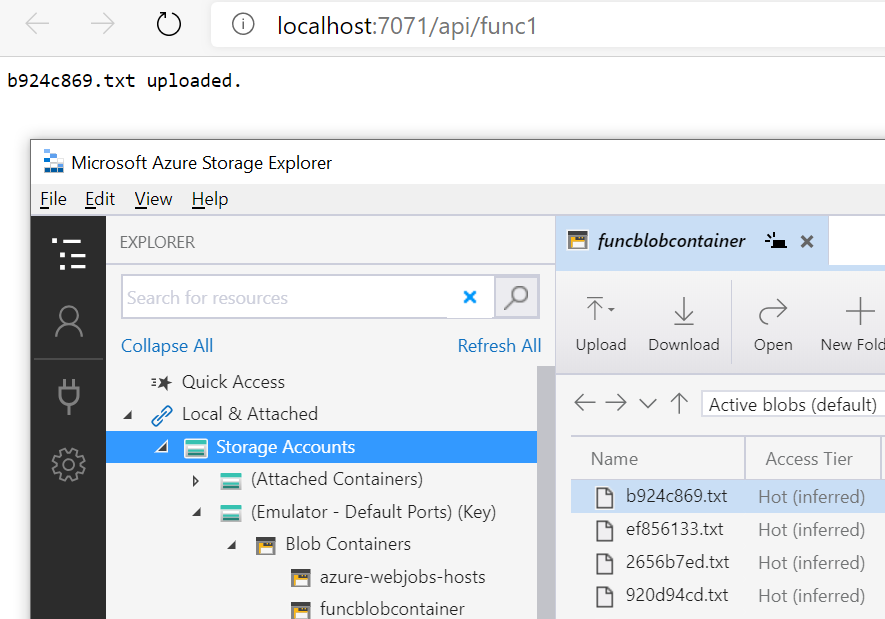 localhost:7071/api/func1
b924c869.txt uploaded.
Microsoft Azure Storage Explorer
File Edit View Help
EXPLORER
Search for resources
Collapse All Refresh All
Quick Access
Local & Attached
Storage Accounts
(Attached Containers)
(Emulator - Default Ports) (Key)
Blob Containers
azure-webjobs-hosts
funcblobcontainer
funcblobcontainer
Upload Download Open New Fold
Active blobs (default)
Name Access Tier
b924c869.txt Hot (inferred)
ef856133.txt Hot (inferred)
2656b7ed.txt Hot (inferred)
920d94cd.txt Hot (inferred)